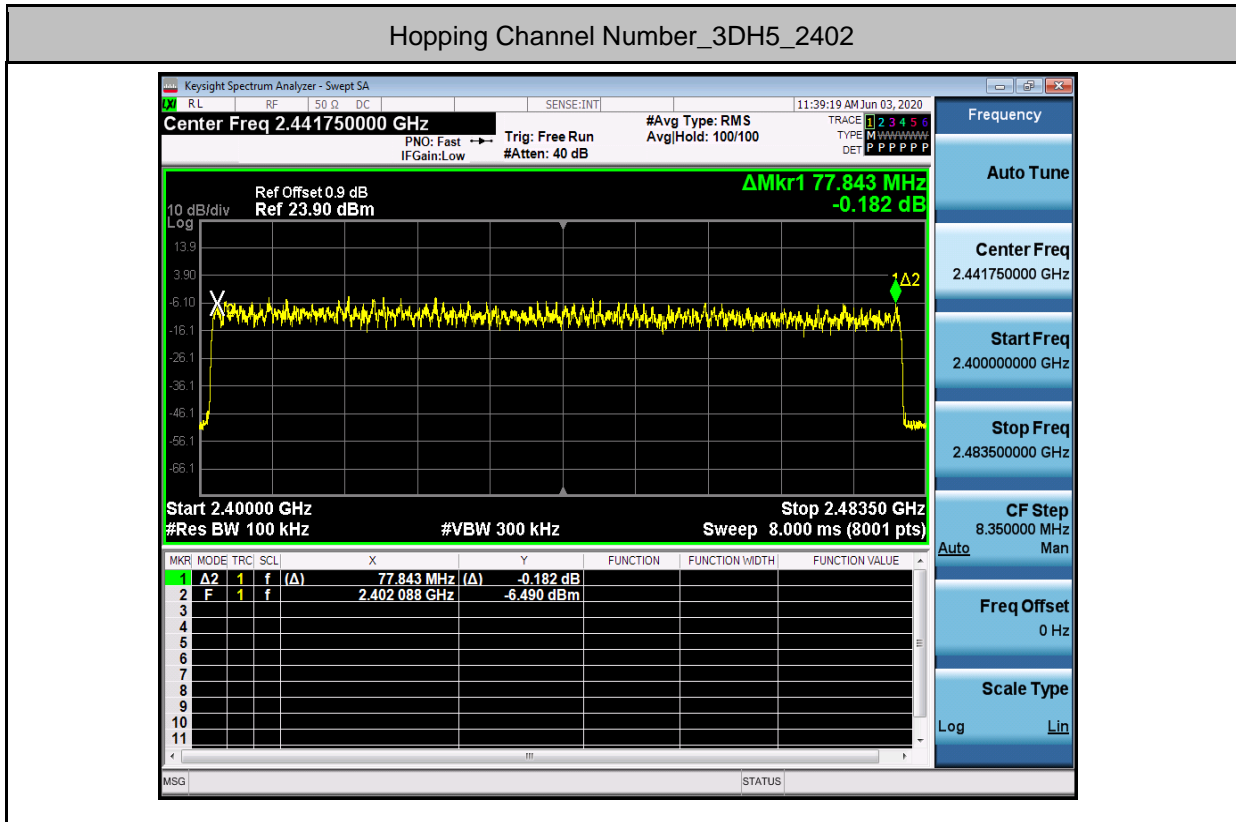 Hopping Channel Number_3DH5_2402
Keysight Spectrum Analyzer - Swept SA
LXI RL RF 50 Ω DC SENSE:INT 11:39:19 AM Jun 03, 2020
Center Freq 2.441750000 GHz #Avg Type: RMS TRACE 1 2 3 4 5 6
PNO: Fast Trig: Free Run Avg|Hold: 100/100 TYPE M WWWWW
IFGain:Low #Atten: 40 dB DET P P P P P P
ΔMkr1 77.843 MHz
Ref Offset 0.9 dB
10 dB/div Ref 23.90 dBm -0.182 dB
Log
13.9
3.90
1Δ2
-6.10
-16.1
-26.1
-36.1
-46.1
-56.1
-66.1
Start 2.40000 GHz Stop 2.48350 GHz
#Res BW 100 kHz #VBW 300 kHz Sweep 8.000 ms (8001 pts)
MKR MODE TRC SCL X Y FUNCTION FUNCTION WIDTH FUNCTION VALUE
1 Δ2 1 f (Δ) 77.843 MHz (Δ) -0.182 dB
2 F 1 f 2.402 088 GHz -6.490 dBm
3
4
5
6
7
8
9
10
11
MSG STATUS
Frequency
Auto Tune
Center Freq
2.441750000 GHz
Start Freq
2.400000000 GHz
Stop Freq
2.483500000 GHz
CF Step
8.350000 MHz
Auto Man
Freq Offset
0 Hz
Scale Type
Log Lin